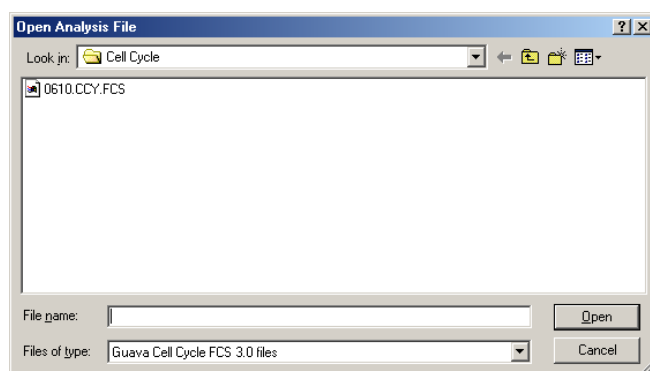 Open Analysis File
Look in: Cell Cycle
0610.CCY.FCS
File name: Open
Files of type: Guava Cell Cycle FCS 3.0 files Cancel